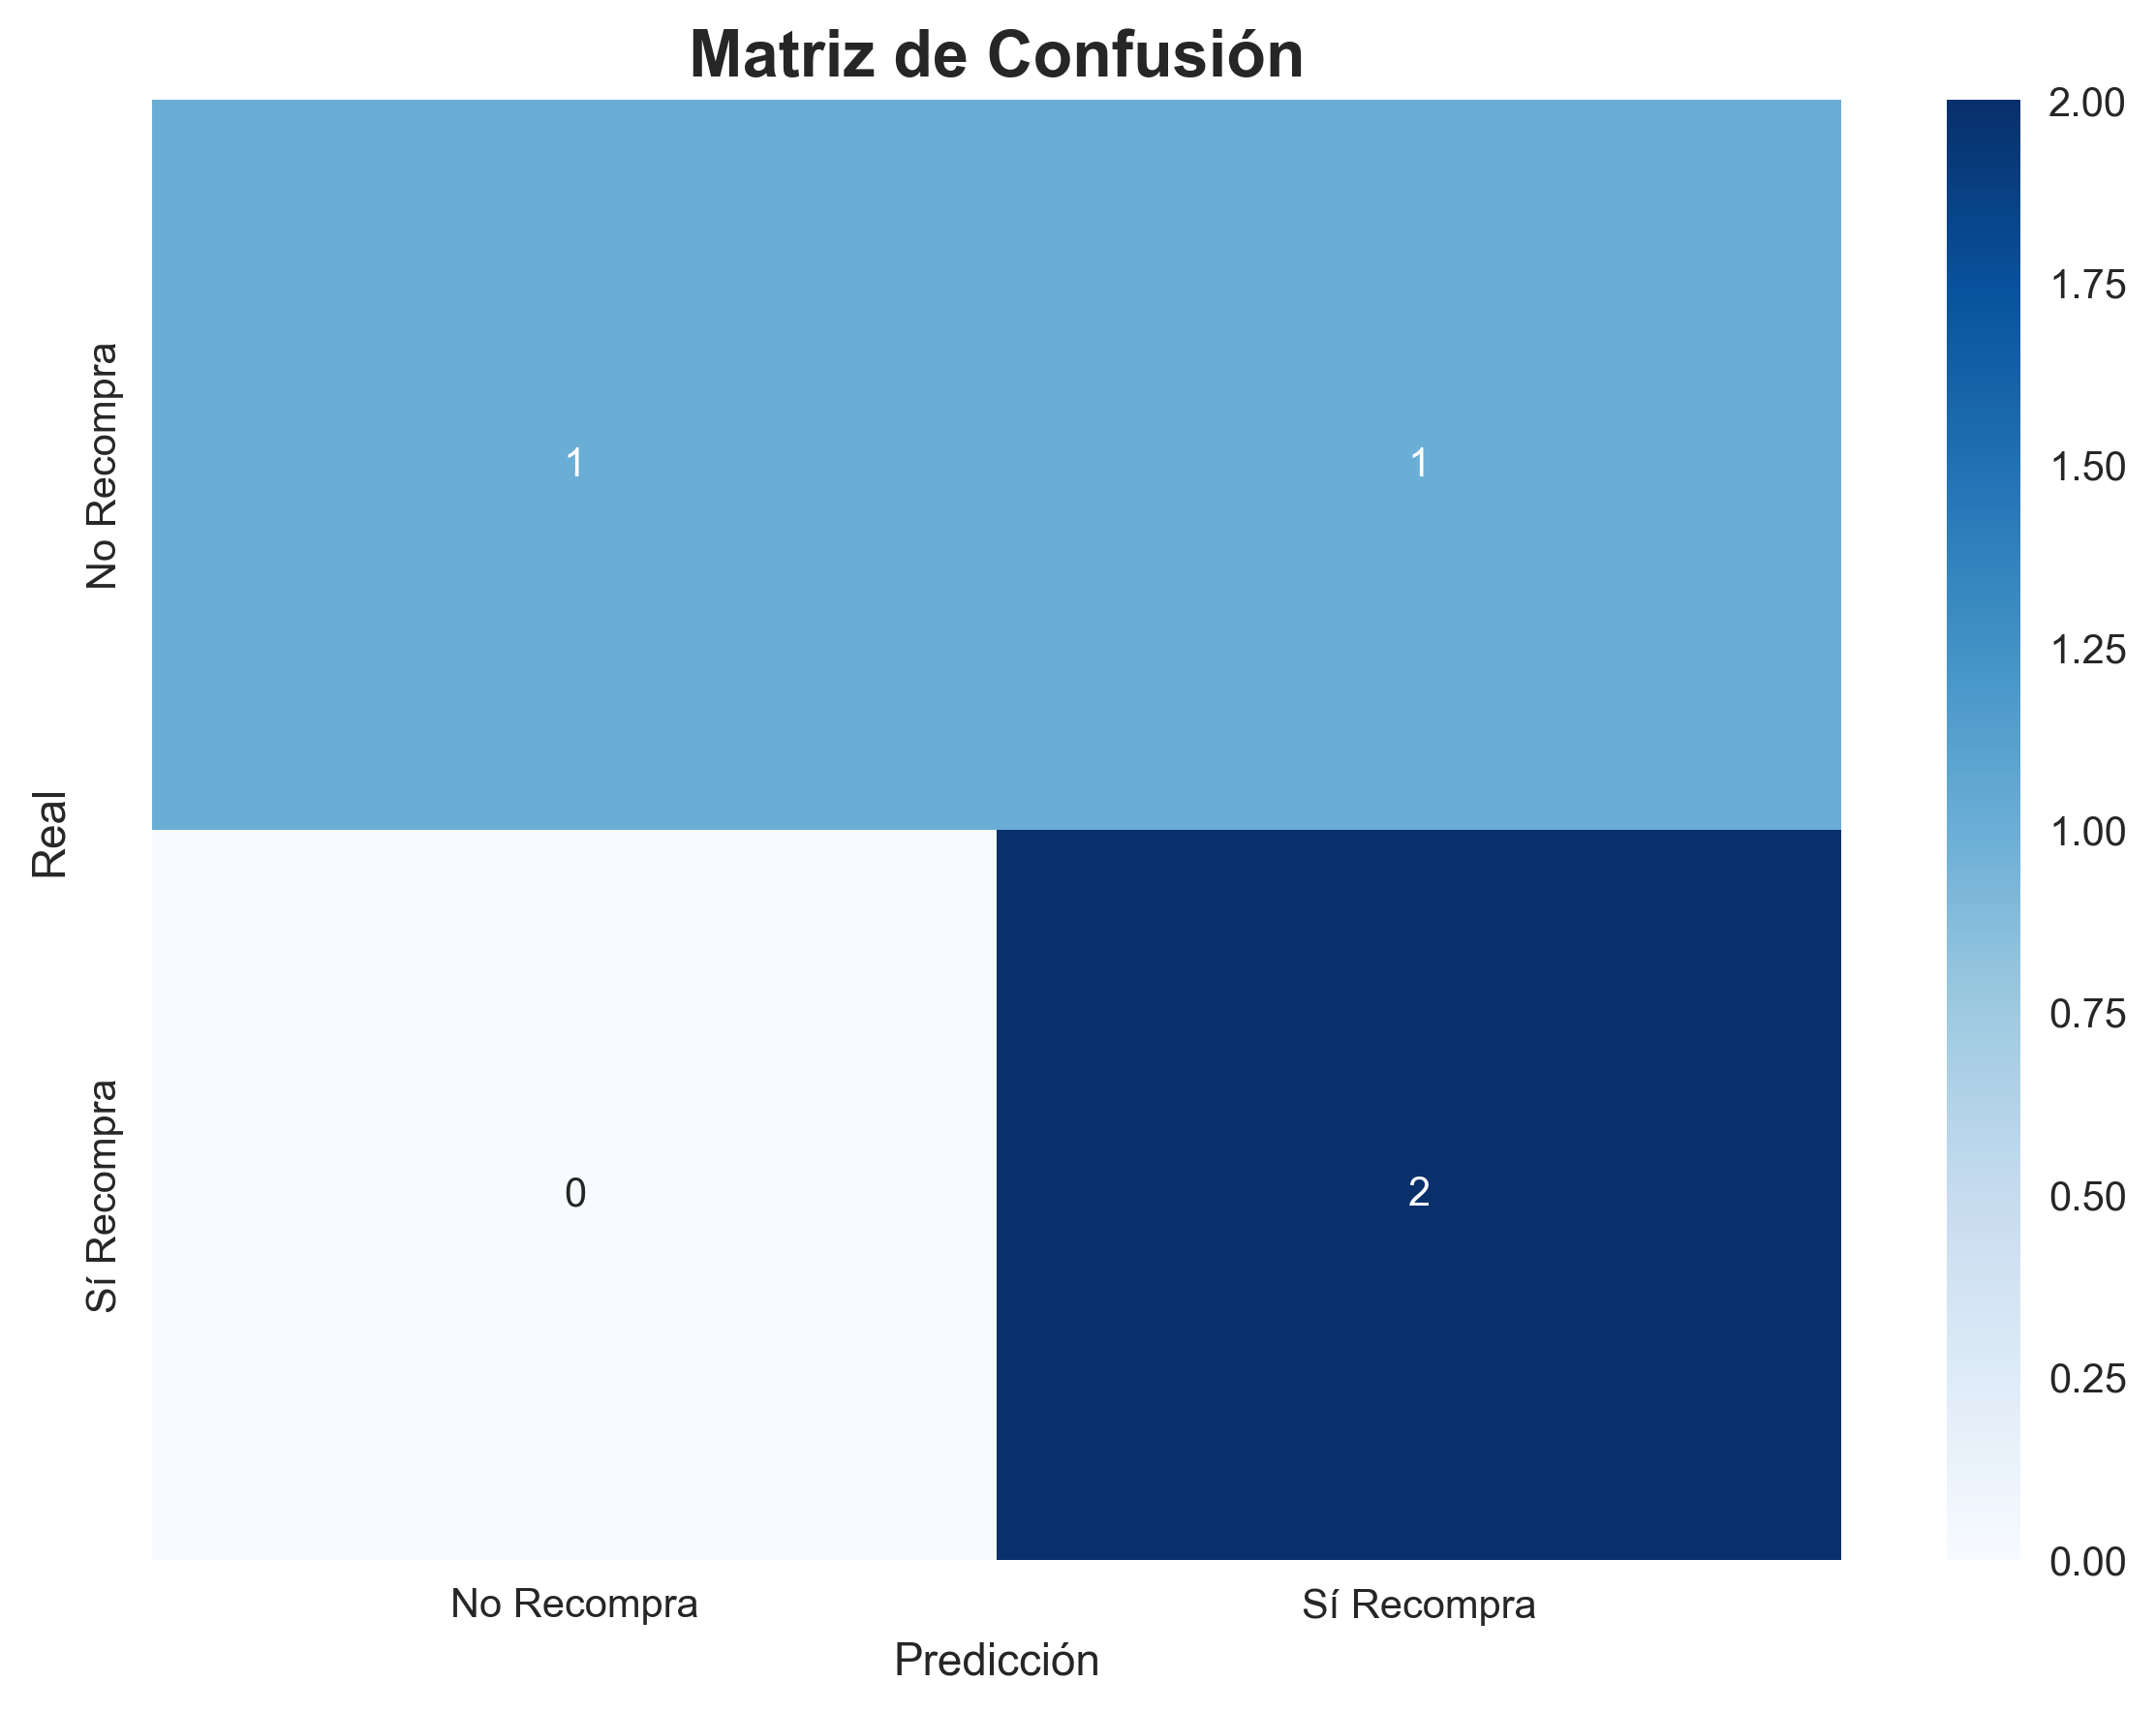 Matriz de Confusión
Real
No Recompra
Sí Recompra
1
1
0
2
No Recompra
Sí Recompra
Predicción
2.00
1.75
1.50
1.25
1.00
0.75
0.50
0.25
0.00